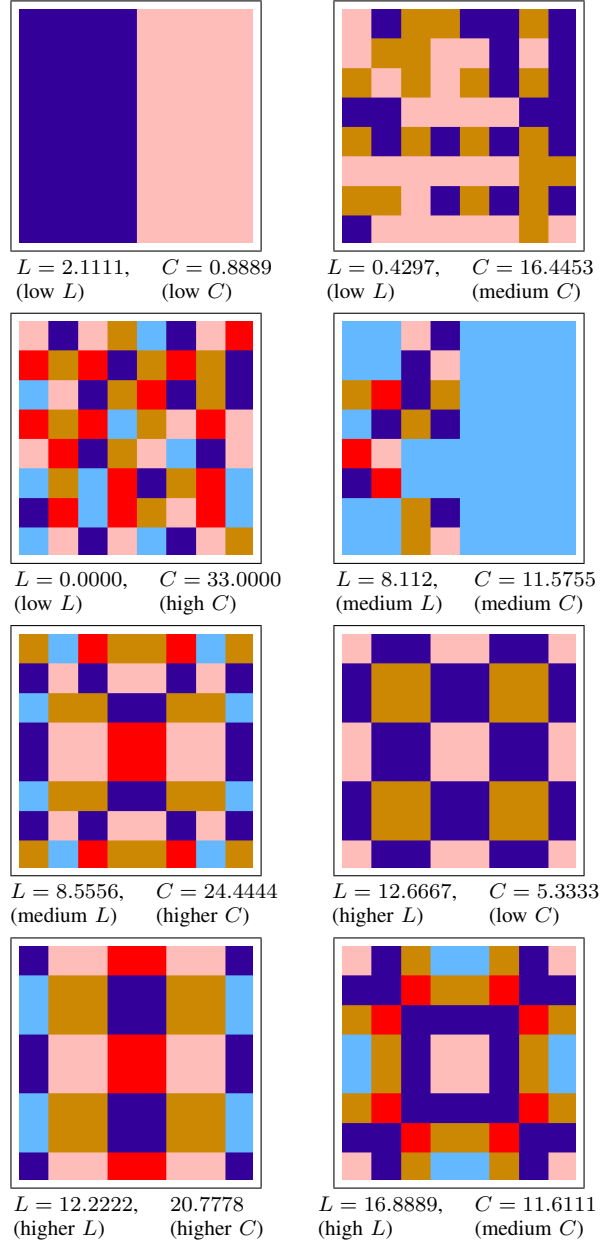 L = 2.1111, C = 0.8889
(low L) (low C)
L = 0.4297, C = 16.4453
(low L) (medium C)
L = 0.0000, C = 33.0000
(low L) (high C)
L = 8.112, C = 11.5755
(medium L) (medium C)
L = 8.5556, C = 24.4444
(medium L) (higher C)
L = 12.6667, C = 5.3333
(higher L) (low C)
L = 12.2222, 20.7778
(higher L) (higher C)
L = 16.8889, C = 11.6111
(high L) (medium C)